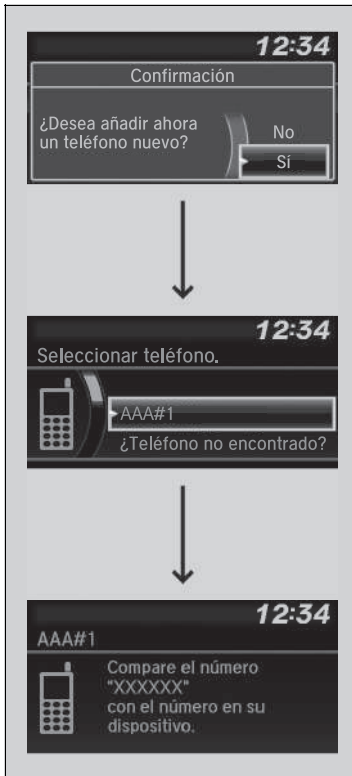 12:34
Confirmación
¿Desea añadir ahora
un teléfono nuevo?
No
Sí
12:34
Seleccionar teléfono.
AAA#1
¿Teléfono no encontrado?
12:34
AAA#1
Compare el número
"XXXXXX"
con el número en su
dispositivo.